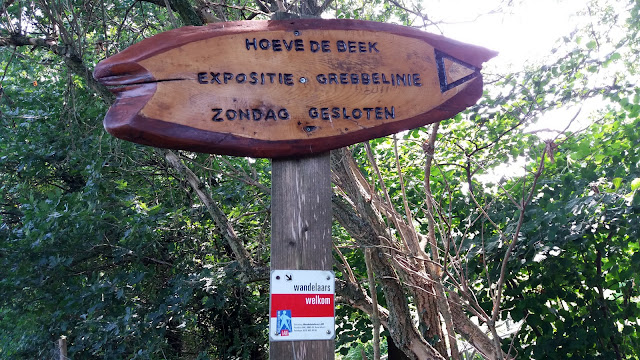 HOEVE DE BEEK
EXPOSITIE • GREBBELINIE
ZONDAG GESLOTEN
wandelaars
welkom